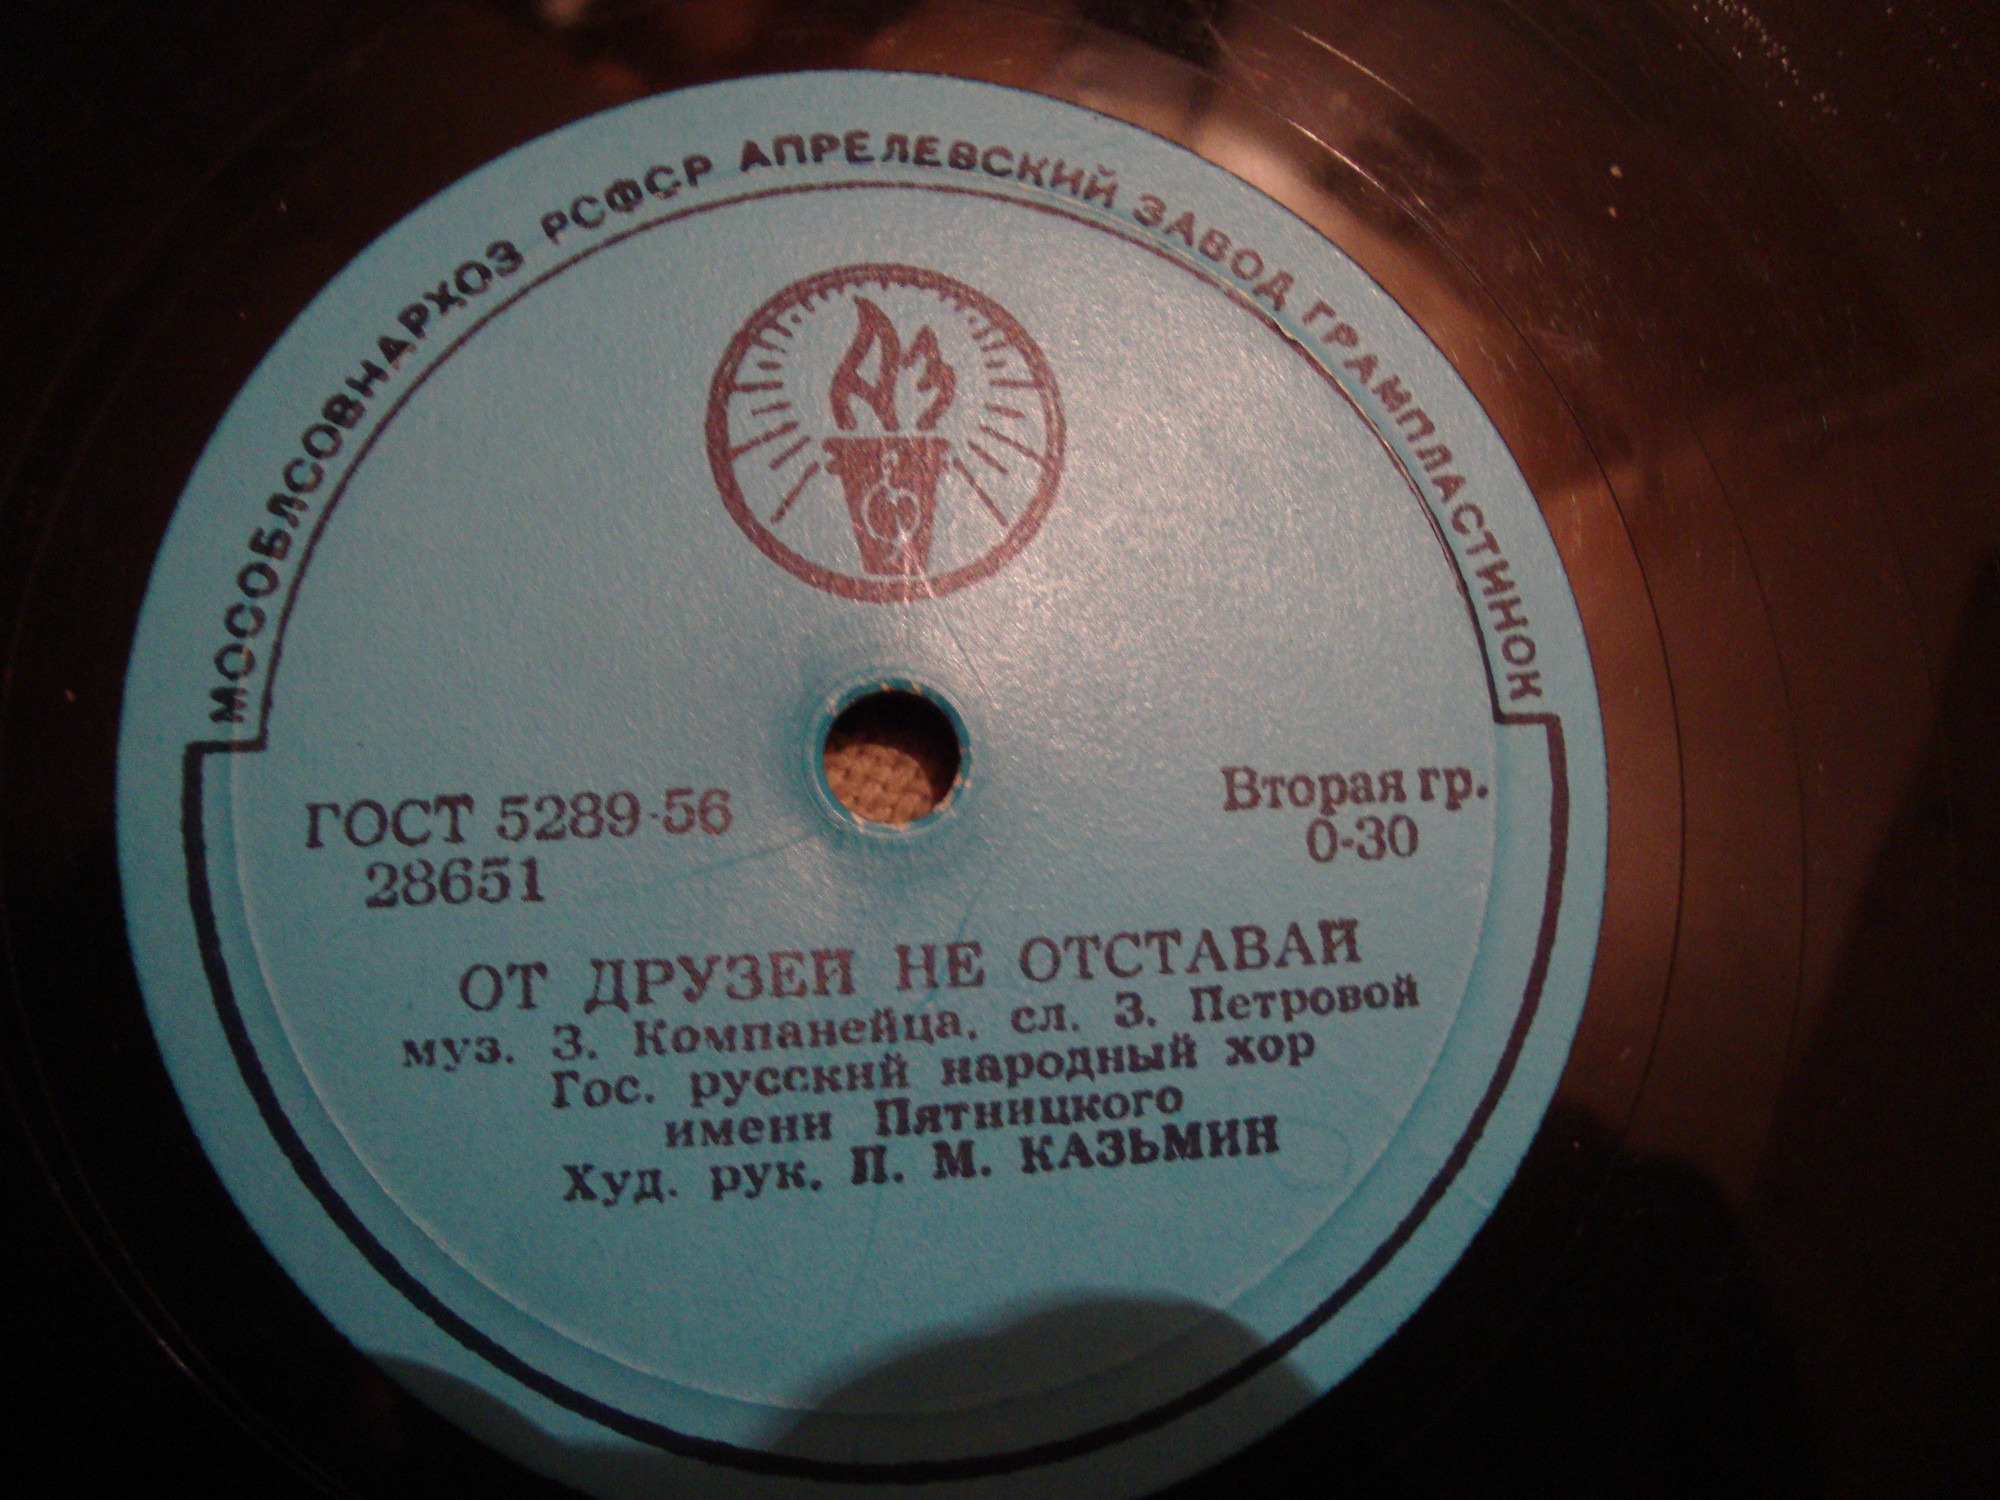 МОСОБЛСОВНАРХОЗ РСФСР АПРЕЛЕВСКИЙ ЗАВОД ГРАМПЛАСТИНОК
ГОСТ 5289-56
28651
Вторая гр.
0-30
ОТ ДРУЗЕЙ НЕ ОТСТАВАЙ
муз. З. Компанейца, сл. З. Петровой
Гос. русский народный хор
имени Пятницкого
Худ. рук. П. М. КАЗЬМИН